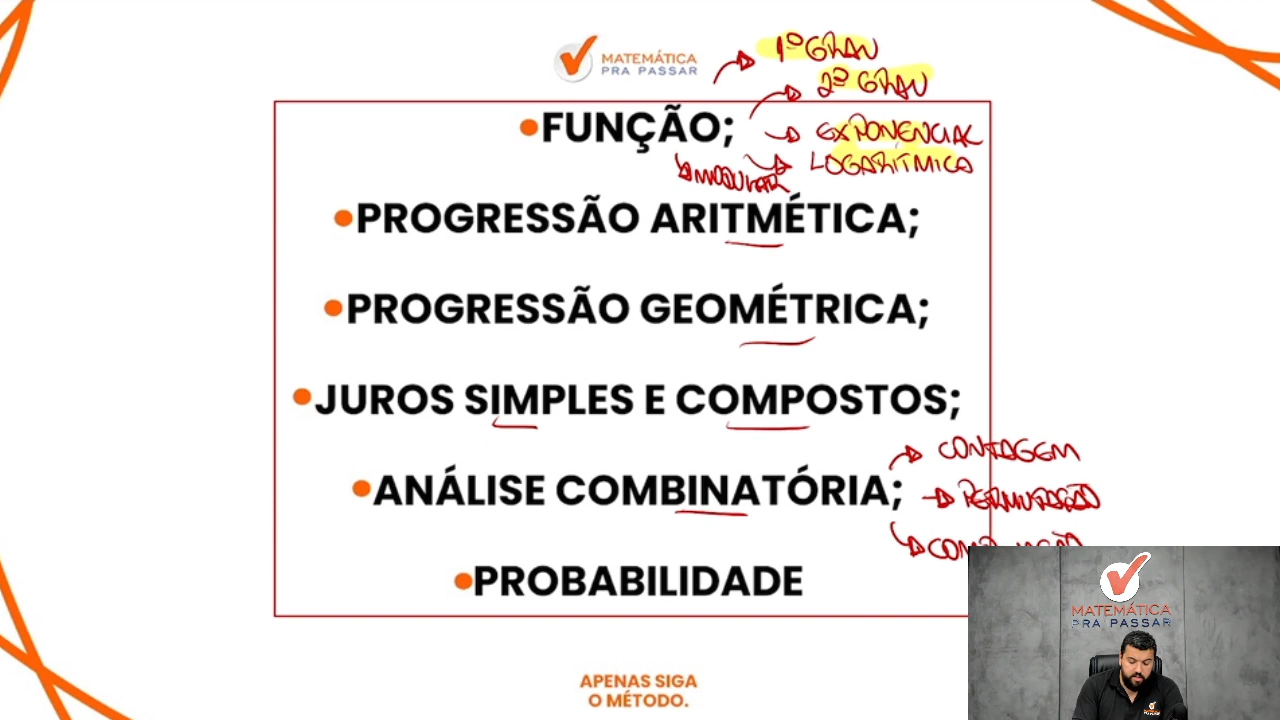 MATEMÁTICA
PRA PASSAR
1º GRAU
2º GRAU
•FUNÇÃO;
EXPONENCIAL
LOGARITMICA
MODULAR
•PROGRESSÃO ARITMÉTICA;
•PROGRESSÃO GEOMÉTRICA;
•JUROS SIMPLES E COMPOSTOS;
CONTAGEM
•ANÁLISE COMBINATÓRIA;
PERMUTAÇÃO
•PROBABILIDADE
MATEMÁTICA
PRA PASSAR
APENAS SIGA
O MÉTODO.